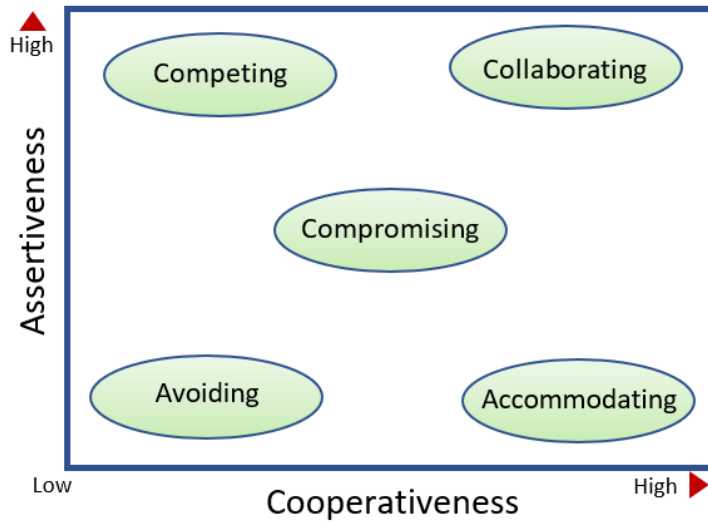 High
Competing
Collaborating
Assertiveness
Compromising
Avoiding
Accommodating
Low
High
Cooperativeness